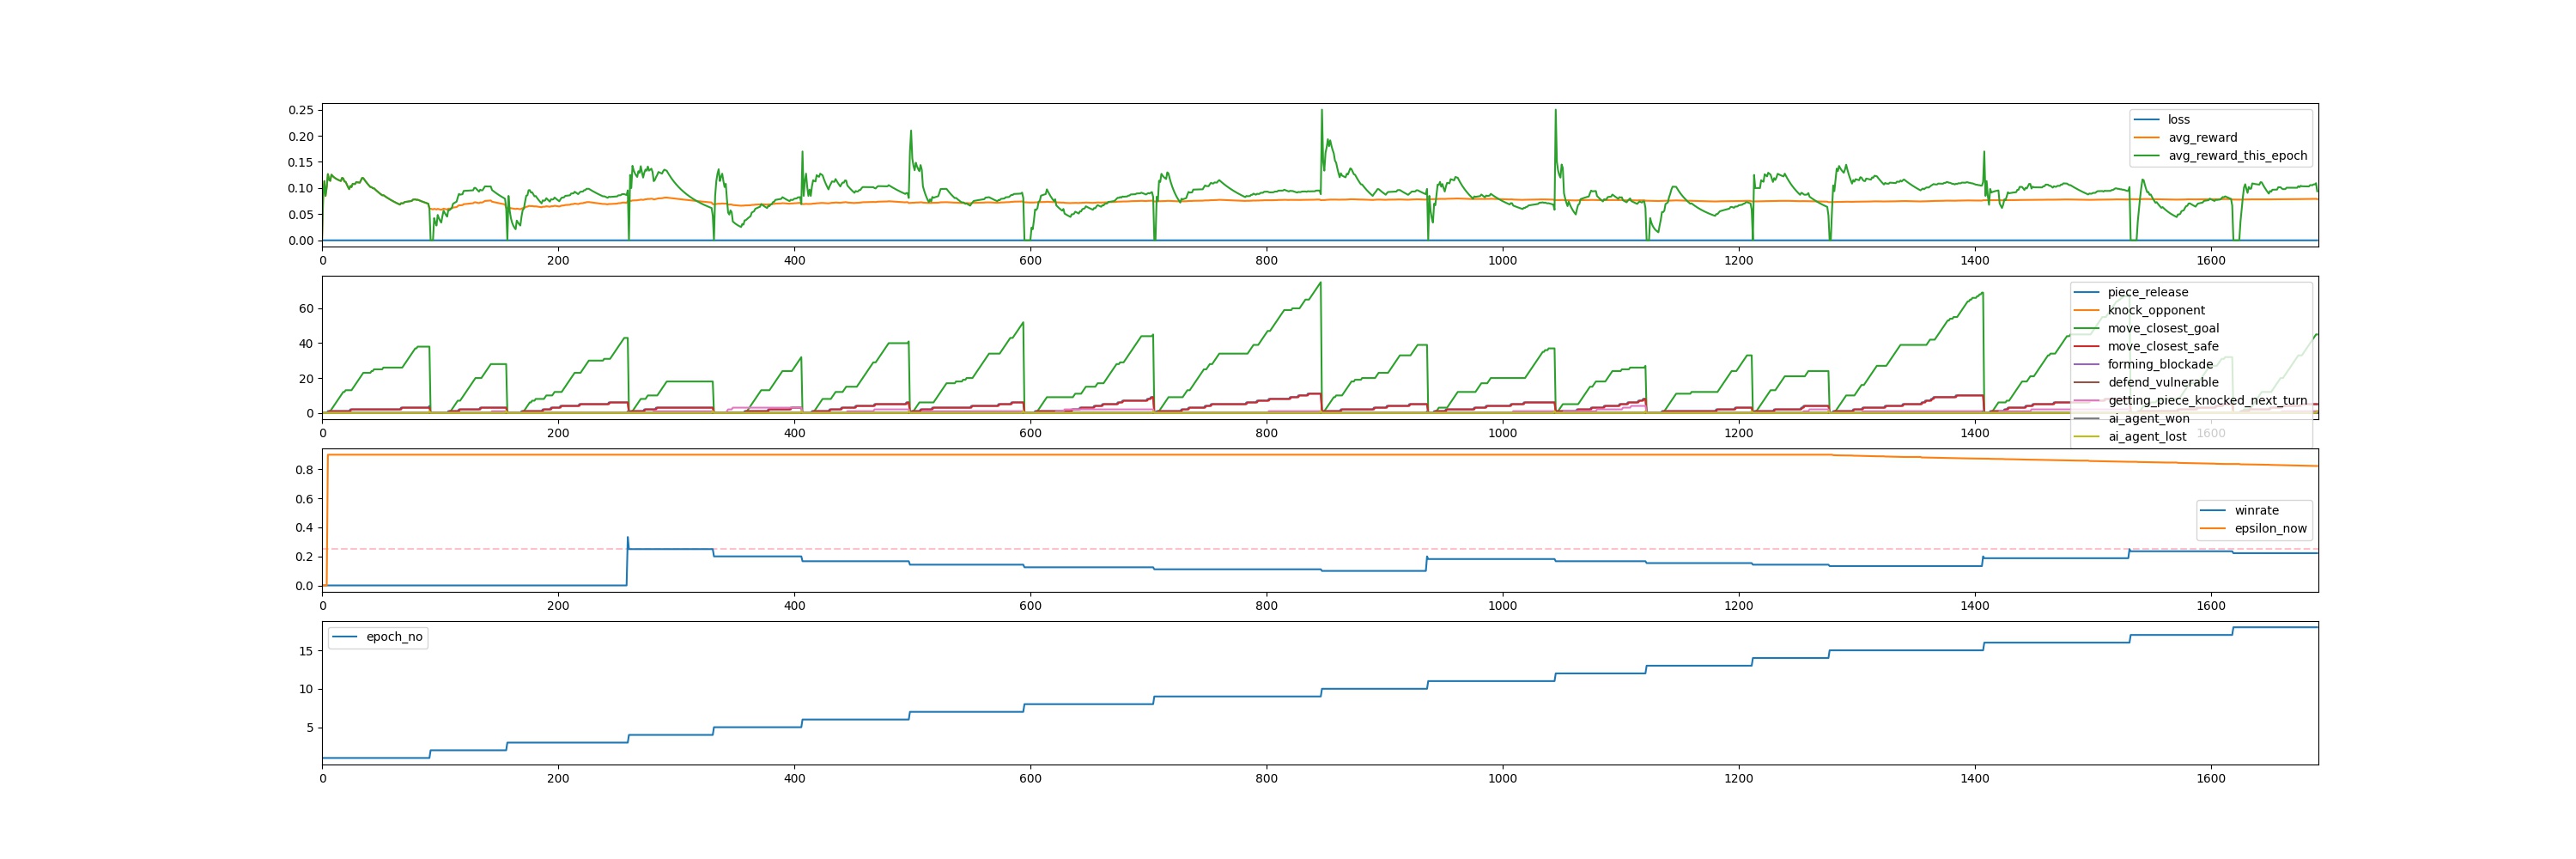 0.25
0.20
0.15
0.10
0.05
0.00
loss
avg_reward
avg_reward_this_epoch
0 200 400 600 800 1000 1200 1400 1600
60
40
20
0
piece_release
knock_opponent
move_closest_goal
move_closest_safe
forming_blockade
defend_vulnerable
getting_piece_knocked_next_turn
ai_agent_won
ai_agent_lost
0 200 400 600 800 1000 1200 1400 1600
0.8
0.6
0.4
0.2
0.0
winrate
epsilon_now
0 200 400 600 800 1000 1200 1400 1600
epoch_no
15
10
5
0 200 400 600 800 1000 1200 1400 1600